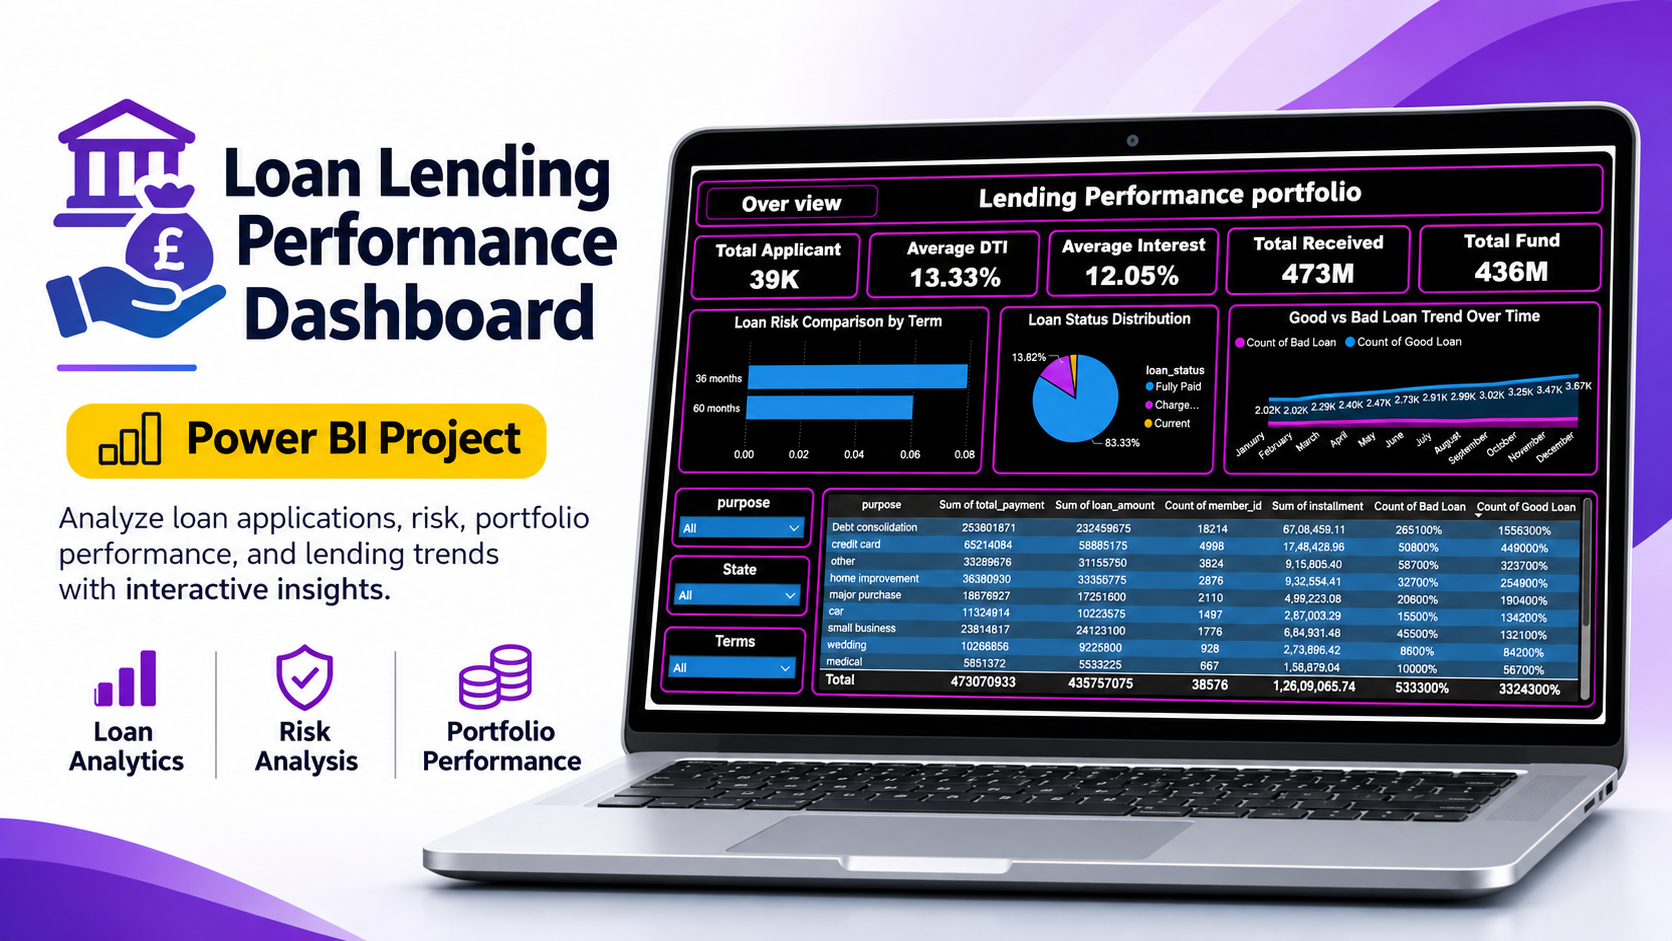 Loan Lending
Performance
Dashboard
£
Power BI Project
Analyze loan applications, risk, portfolio
performance, and lending trends
with interactive insights.
Loan
Analytics
Risk
Analysis
Portfolio
Performance
Over view
Lending Performance portfolio
Total Applicant
39K
Average DTI
13.33%
Average Interest
12.05%
Total Received
473M
Total Fund
436M
Loan Risk Comparison by Term
36 months
60 months
0.00 0.02 0.04 0.06 0.08
Loan Status Distribution
13.82%
83.33%
loan_status
Fully Paid
Charge...
Current
Good vs Bad Loan Trend Over Time
Count of Bad Loan Count of Good Loan
2.02K 2.02K 2.29K 2.40K 2.47K 2.73K 2.91K 2.99K 3.02K 3.25K 3.47K 3.67K
January February March April May June July August September October November December
purpose
All
State
All
Terms
All
purpose Sum of total_payment Sum of loan_amount Count of member_id Sum of installment Count of Bad Loan Count of Good Loan
Debt consolidation 253801871 232459675 18214 67,08,459.11 265100% 1556300%
credit card 65214084 58885175 4998 17,48,428.96 50800% 449000%
other 33289676 31155750 3824 9,15,805.40 58700% 323700%
home improvement 36380930 33356775 2876 9,32,554.41 32700% 254900%
major purchase 18676927 17251600 2110 4,99,223.08 20600% 190400%
car 11324914 10223575 1497 2,87,003.29 15500% 134200%
small business 23814817 24123100 1776 6,84,931.48 45500% 132100%
wedding 10266856 9225800 928 2,73,896.42 8600% 84200%
medical 5851372 5533225 667 1,58,879.04 10000% 56700%
Total 473070933 435757075 38576 1,26,09,065.74 533300% 3324300%